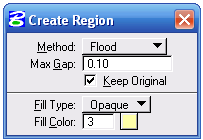 Create Region
Method: Flood
Max Gap: 0.10
Keep Original
Fill Type: Opaque
Fill Color: 3